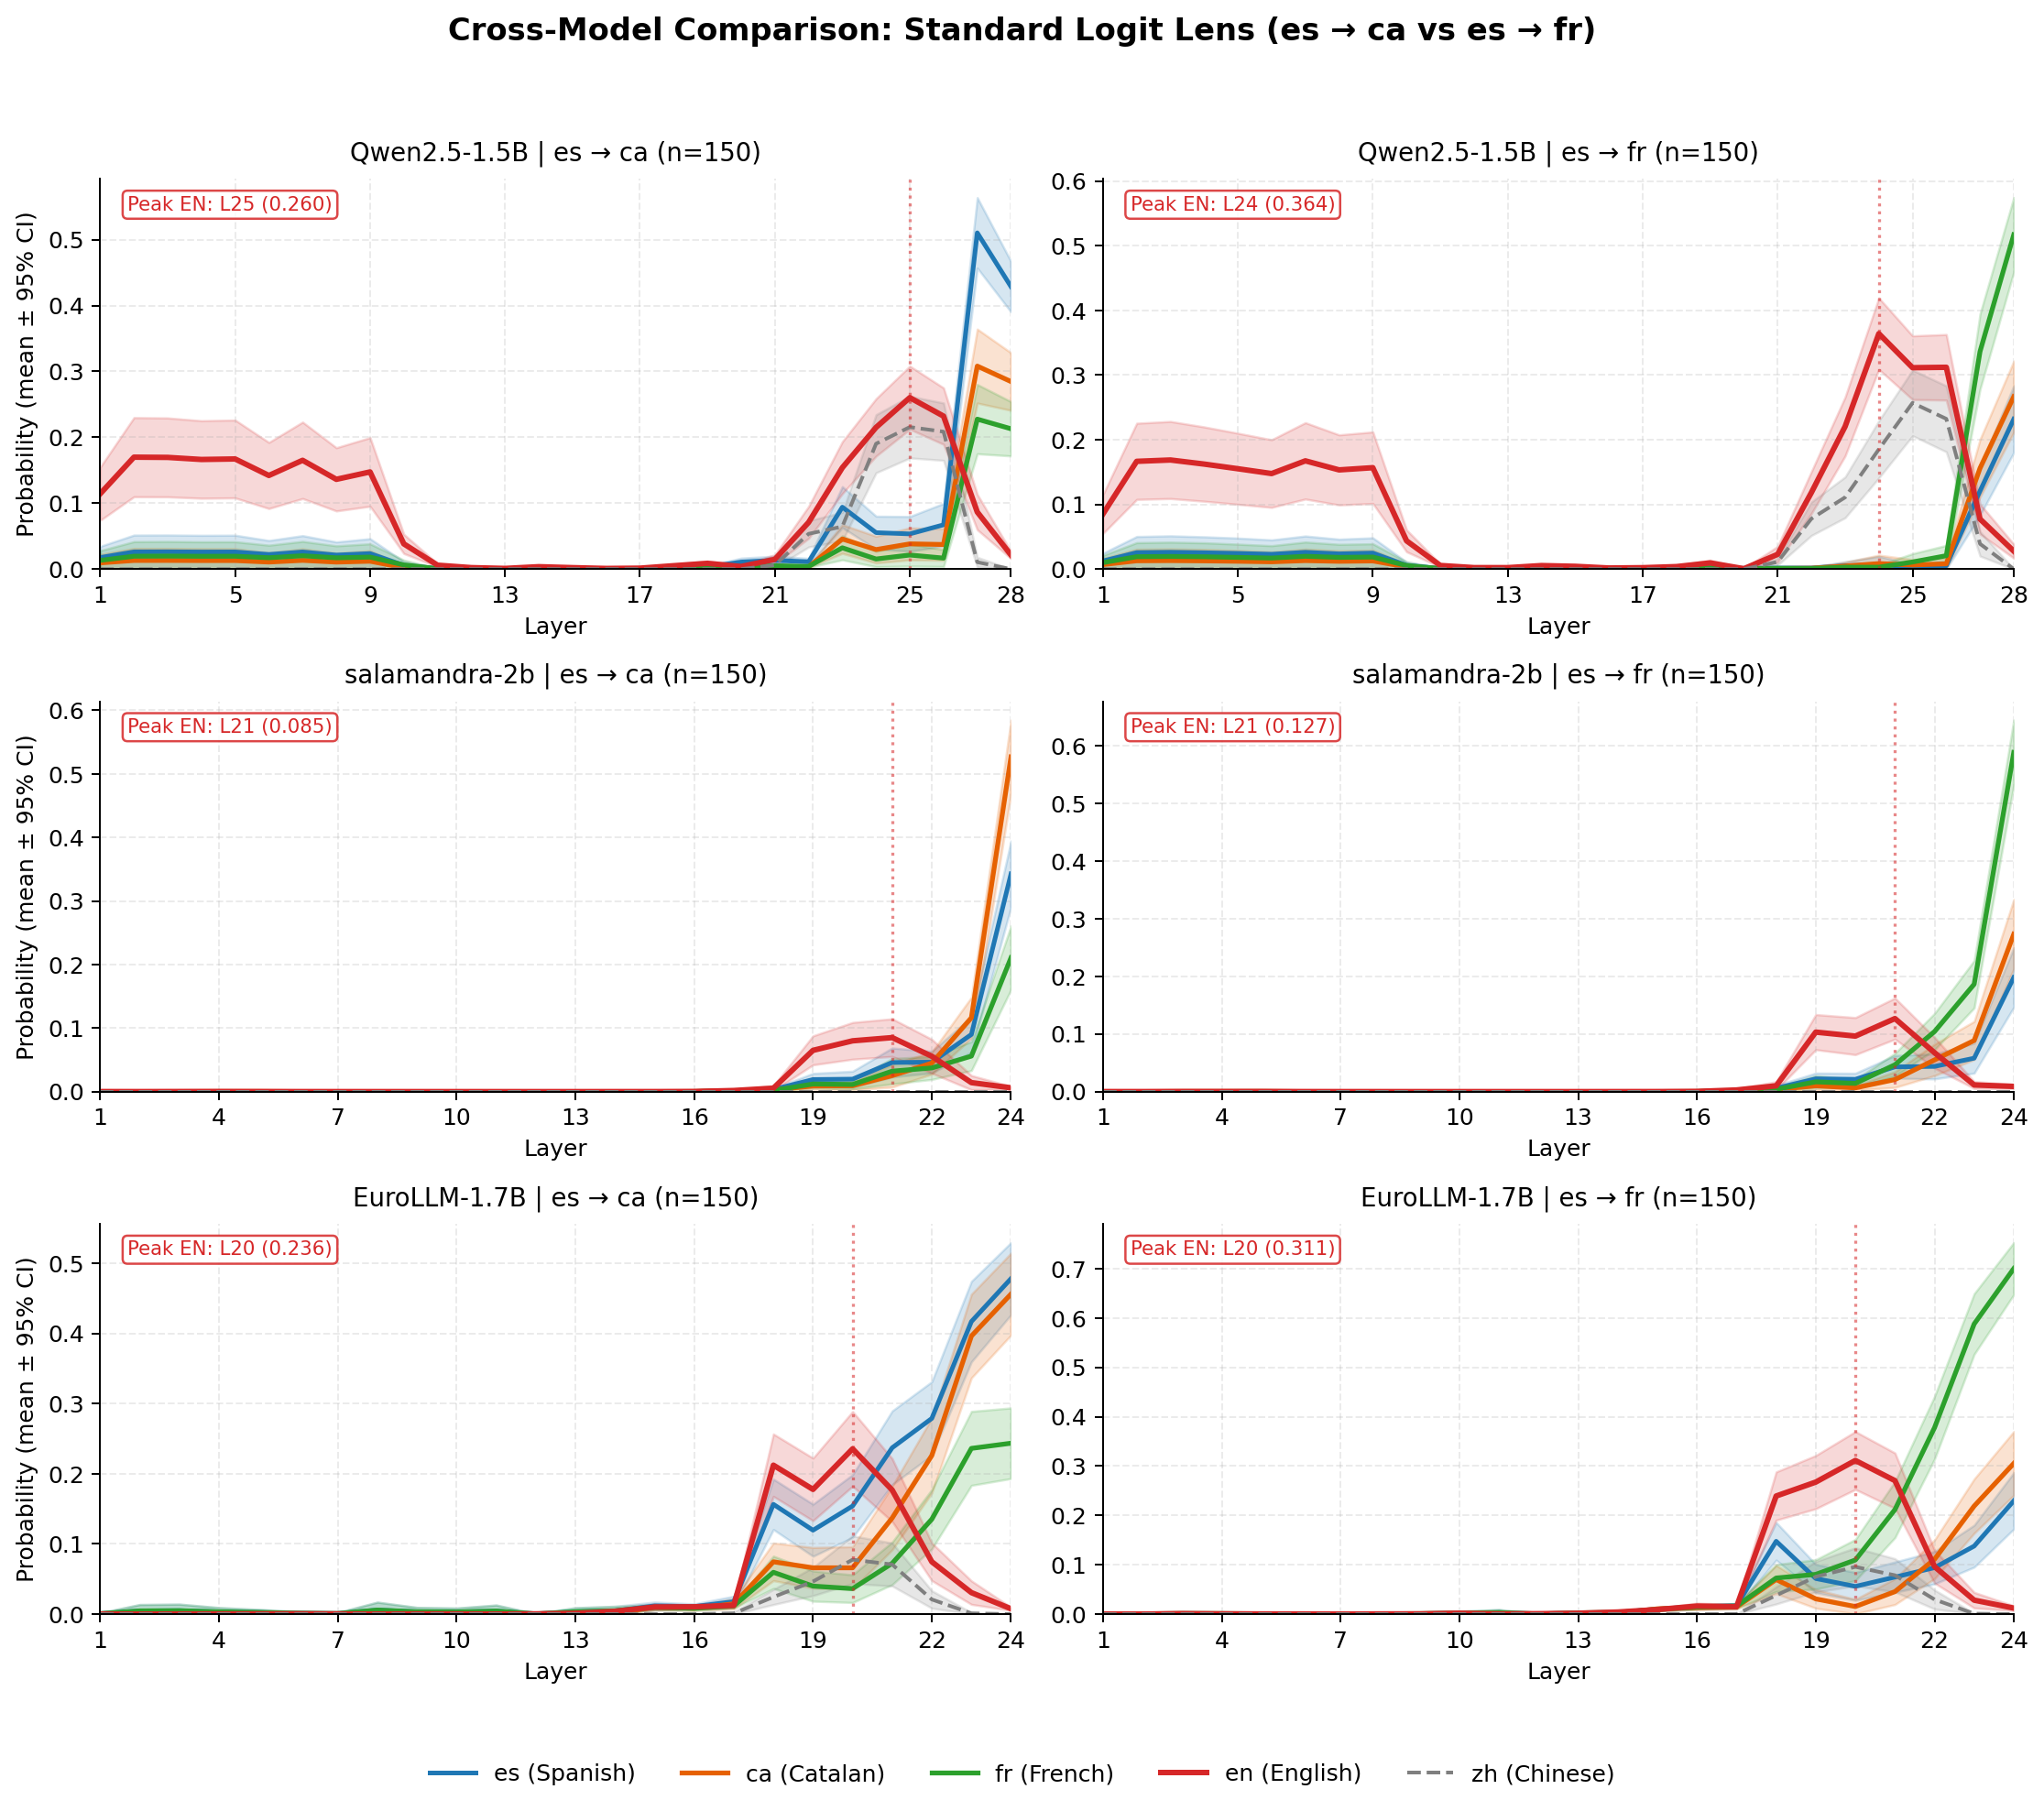 Cross-Model Comparison: Standard Logit Lens (es → ca vs es → fr)
Qwen2.5-1.5B | es → ca (n=150)
Peak EN: L25 (0.260)
Probability (mean ± 95% CI)
0.5
0.4
0.3
0.2
0.1
0.0
1 5 9 13 17 21 25 28
Layer
Qwen2.5-1.5B | es → fr (n=150)
Peak EN: L24 (0.364)
0.6
0.5
0.4
0.3
0.2
0.1
0.0
1 5 9 13 17 21 25 28
Layer
salamandra-2b | es → ca (n=150)
Peak EN: L21 (0.085)
Probability (mean ± 95% CI)
0.6
0.5
0.4
0.3
0.2
0.1
0.0
1 4 7 10 13 16 19 22 24
Layer
salamandra-2b | es → fr (n=150)
Peak EN: L21 (0.127)
0.6
0.5
0.4
0.3
0.2
0.1
0.0
1 4 7 10 13 16 19 22 24
Layer
EuroLLM-1.7B | es → ca (n=150)
Peak EN: L20 (0.236)
Probability (mean ± 95% CI)
0.5
0.4
0.3
0.2
0.1
0.0
1 4 7 10 13 16 19 22 24
Layer
EuroLLM-1.7B | es → fr (n=150)
Peak EN: L20 (0.311)
0.7
0.6
0.5
0.4
0.3
0.2
0.1
0.0
1 4 7 10 13 16 19 22 24
Layer
es (Spanish) ca (Catalan) fr (French) en (English) zh (Chinese)